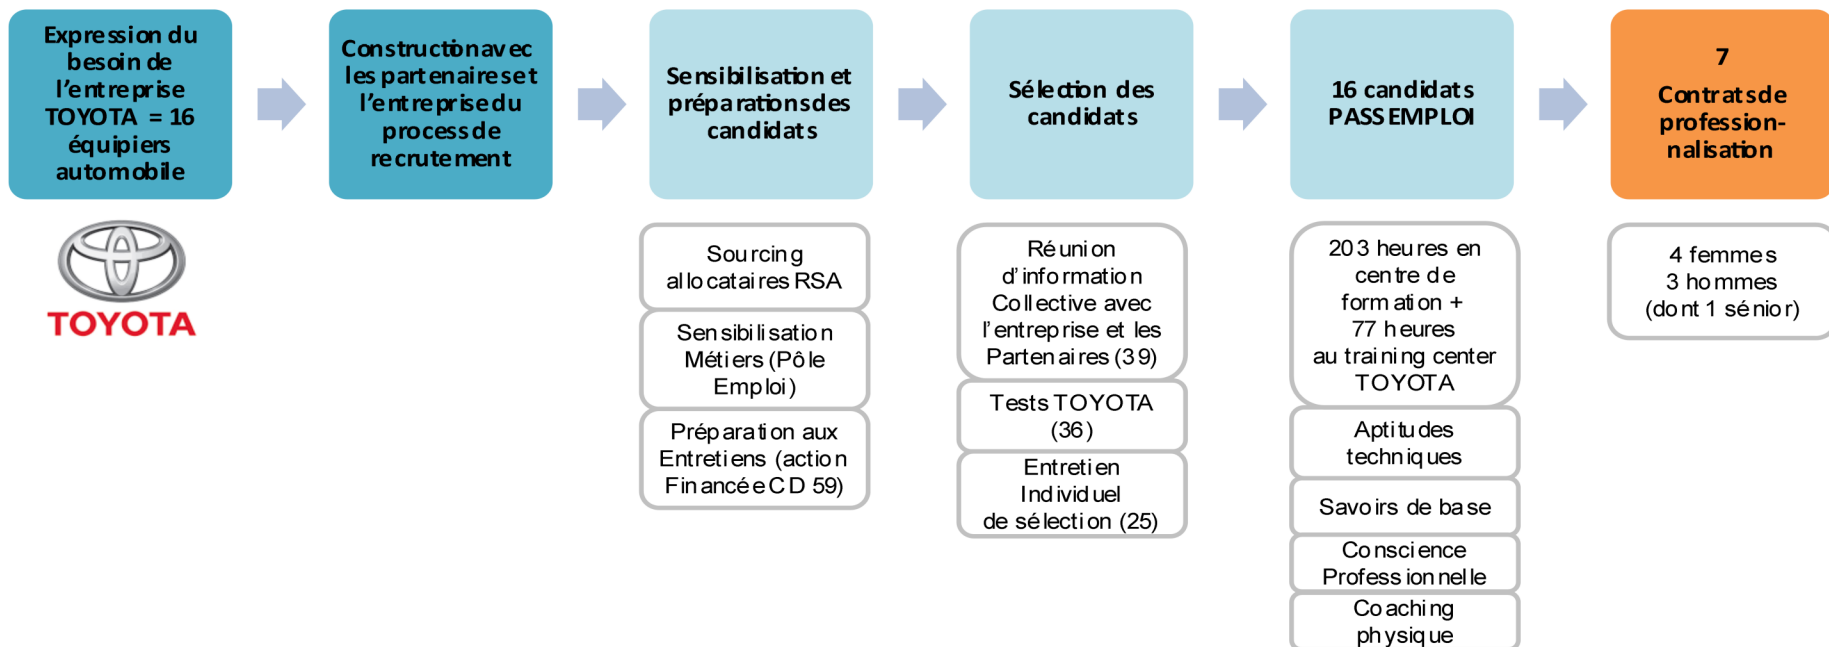 Expression du
besoin de
l'entreprise
TOYOTA = 16
équipiers
automobile
TOYOTA
Construction avec
les partenaires et
l'entreprise du
process de
recrutement
Sensibilisation et
préparations des
candidats
Sourcing
allocataires RSA
Sensibilisation
Métiers (Pôle
Emploi)
Préparation aux
Entretiens (action
Financée CD 59)
Sélection des
candidats
Réunion
d'information
Collective avec
l'entreprise et les
Partenaires (39)
Tests TOYOTA
(36)
Entretien
Individuel
de sélection (25)
16 candidats
PASS EMPLOI
203 heures en
centre de
formation +
77 heures
au training center
TOYOTA
Aptitudes
techniques
Savoirs de base
Conscience
Professionnelle
Coaching
physique
7
Contrats de
profession-
nalisation
4 femmes
3 hommes
(dont 1 sénior)